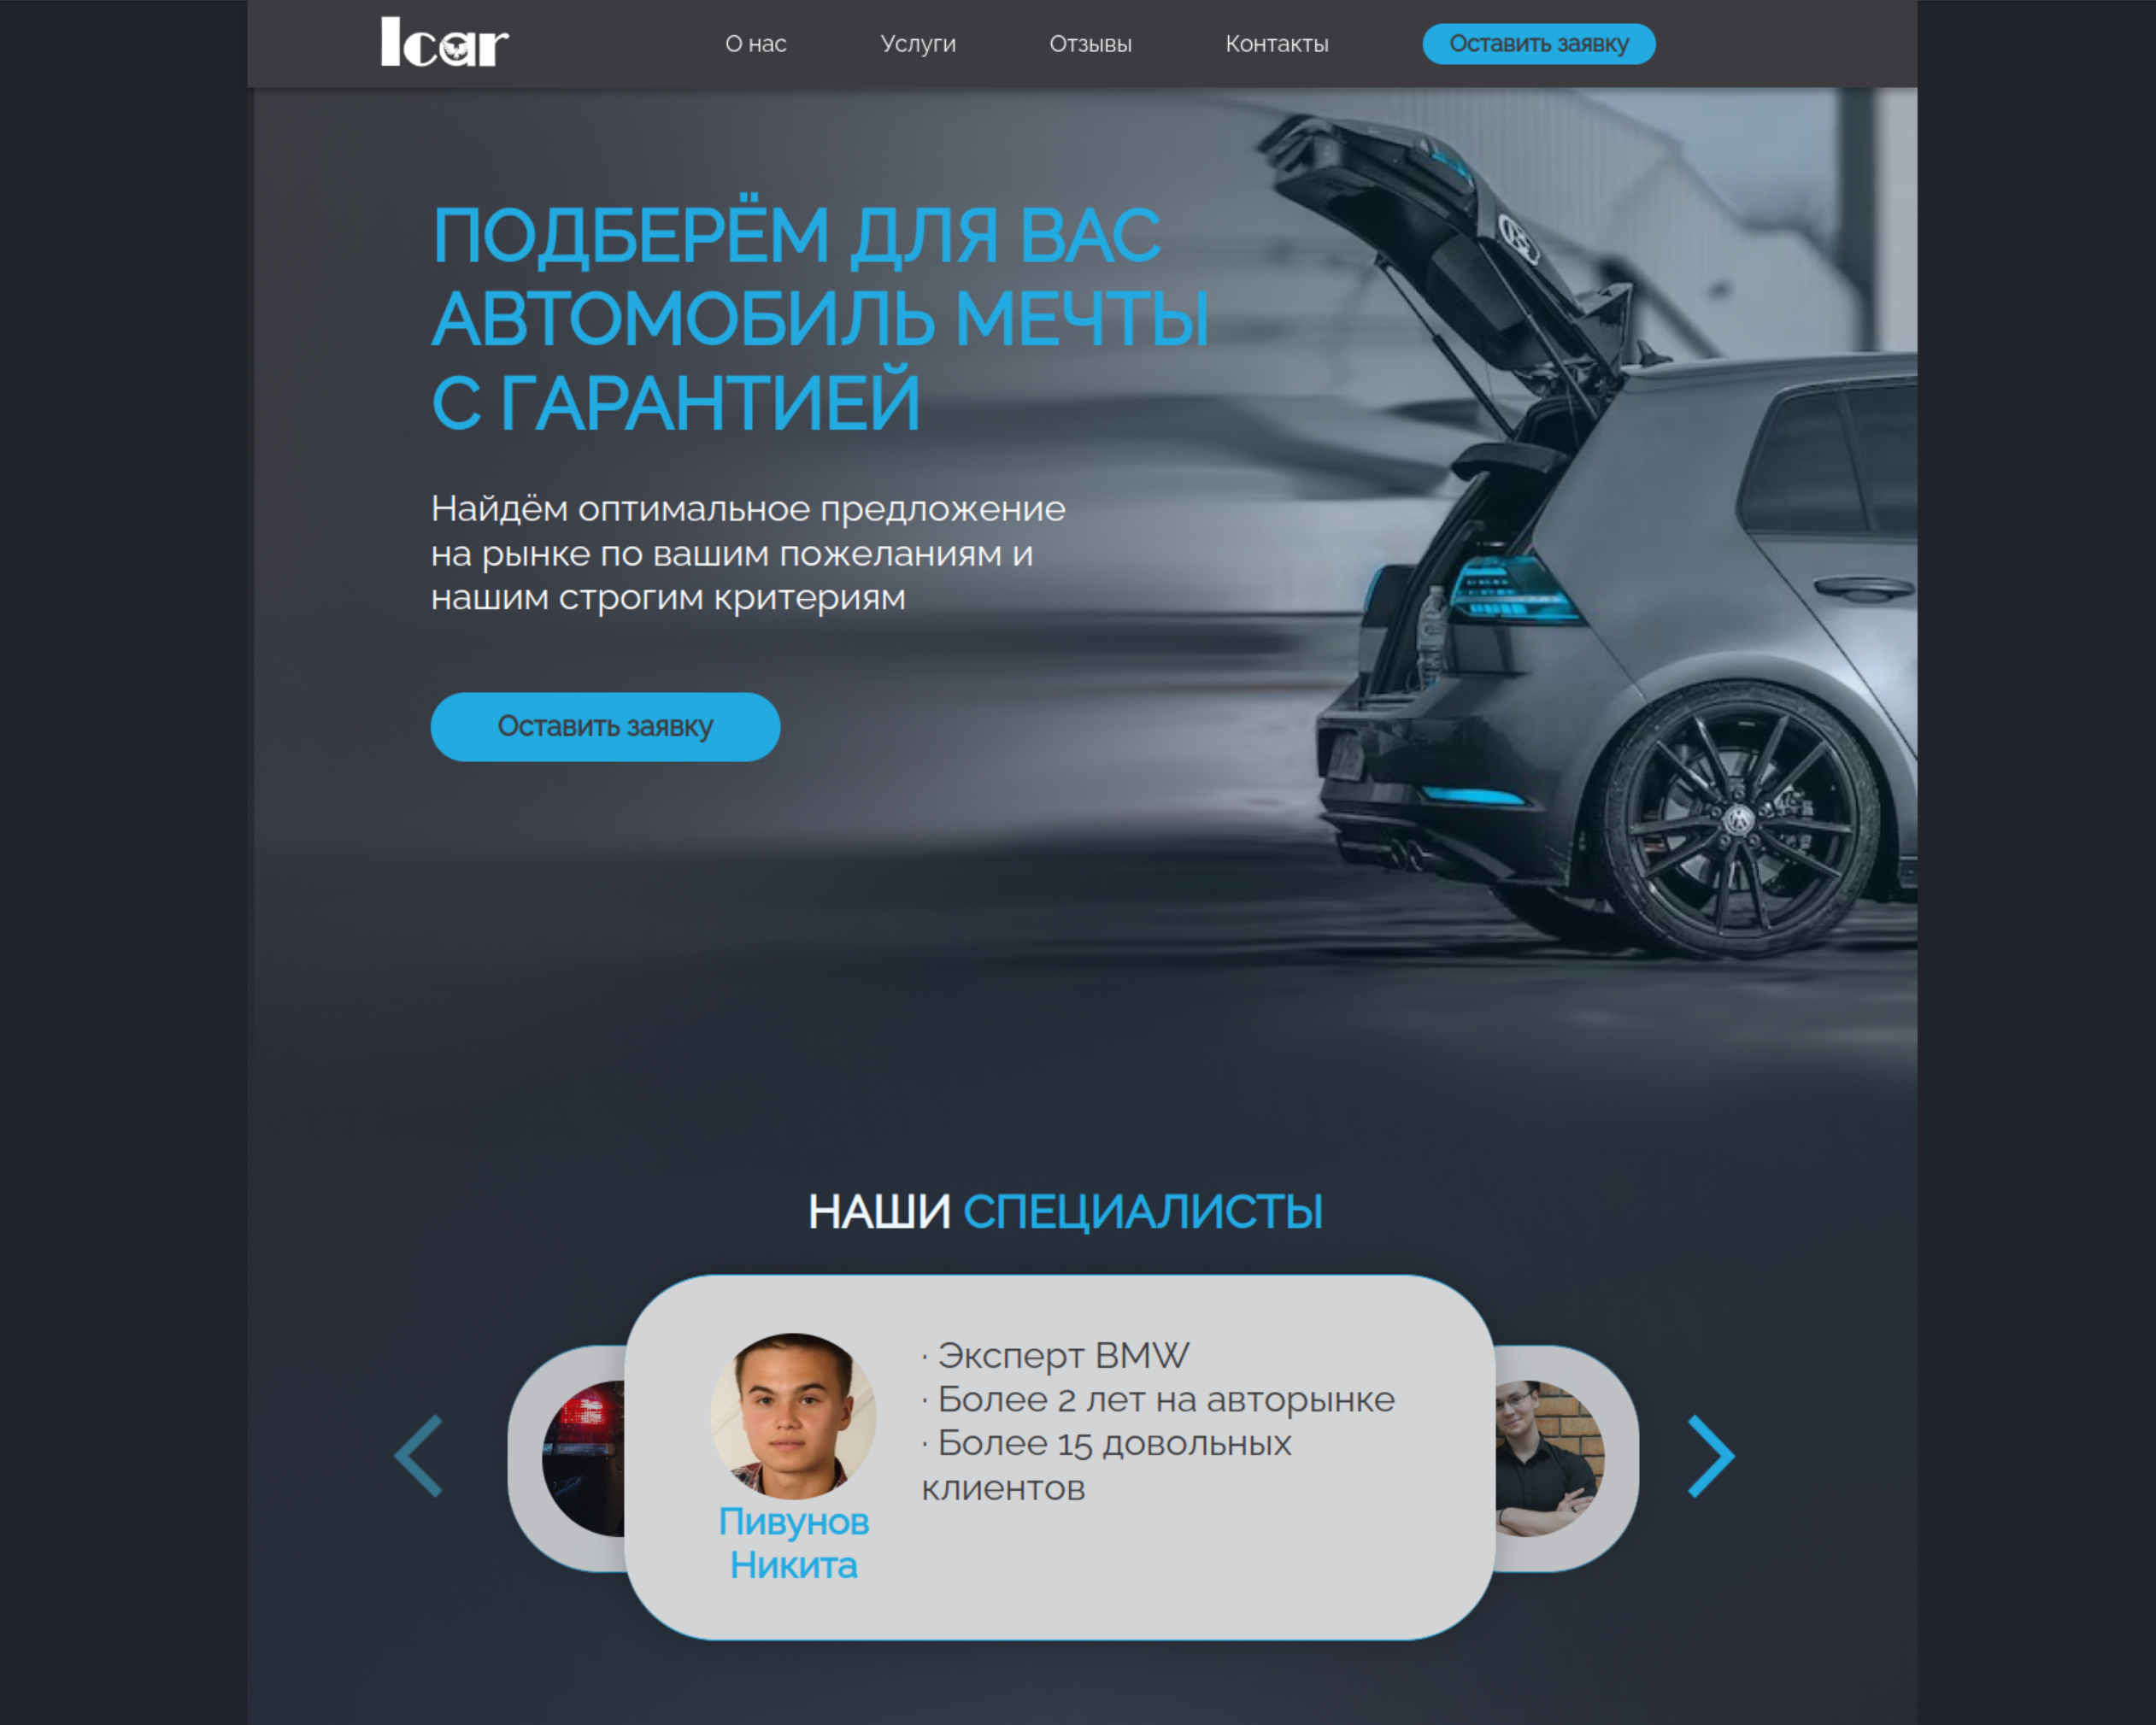 Icar
О нас
Услуги
Отзывы
Контакты
Оставить заявку
ПОДБЕРЁМ ДЛЯ ВАС
АВТОМОБИЛЬ МЕЧТЫ
С ГАРАНТИЕЙ
Найдём оптимальное предложение
на рынке по вашим пожеланиям и
нашим строгим критериям
Оставить заявку
НАШИ СПЕЦИАЛИСТЫ
· Эксперт BMW
· Более 2 лет на авторынке
· Более 15 довольных
клиентов
Пивунов
Никита